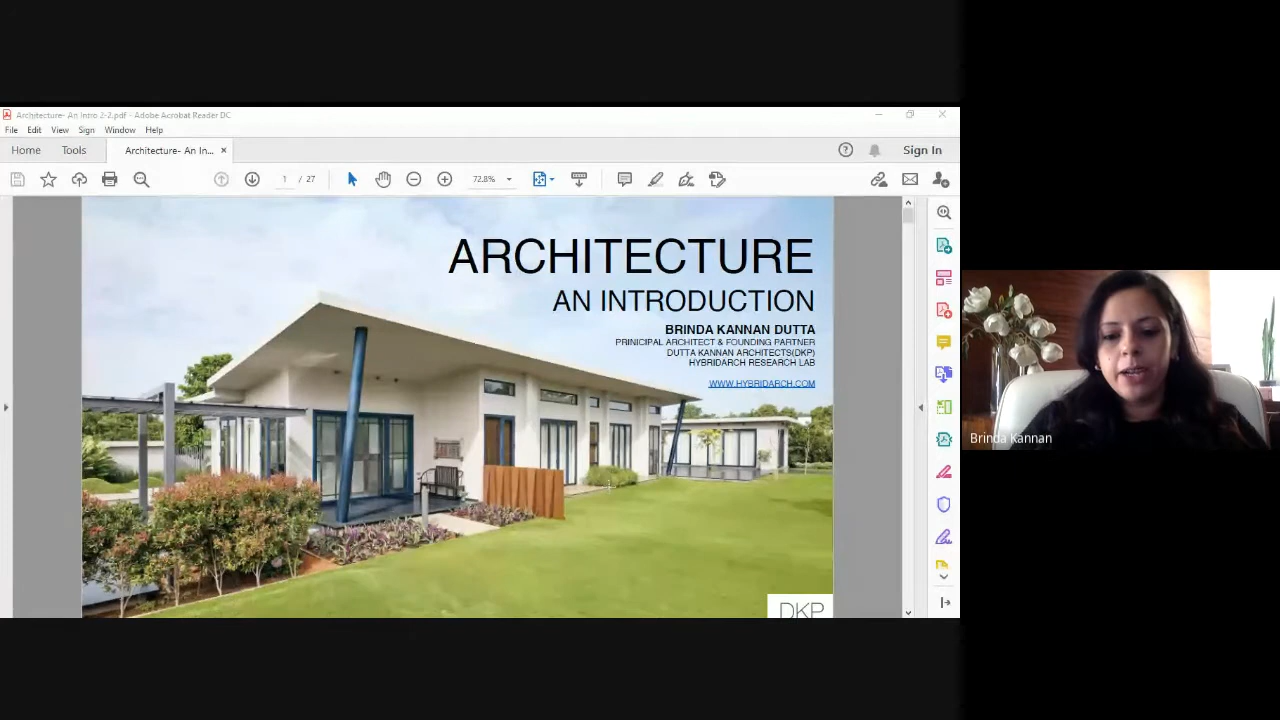 Architecture- An Intro 2-2.pdf - Adobe Acrobat Reader DC
File Edit View Sign Window Help
Home Tools Architecture- An In... × Sign In
1 / 27 72.8%
ARCHITECTURE
AN INTRODUCTION
BRINDA KANNAN DUTTA
PRINICIPAL ARCHITECT & FOUNDING PARTNER
DUTTA KANNAN ARCHITECTS(DKP)
HYBRIDARCH RESEARCH LAB
WWW.HYBRIDARCH.COM
Brinda Kannan
DKP